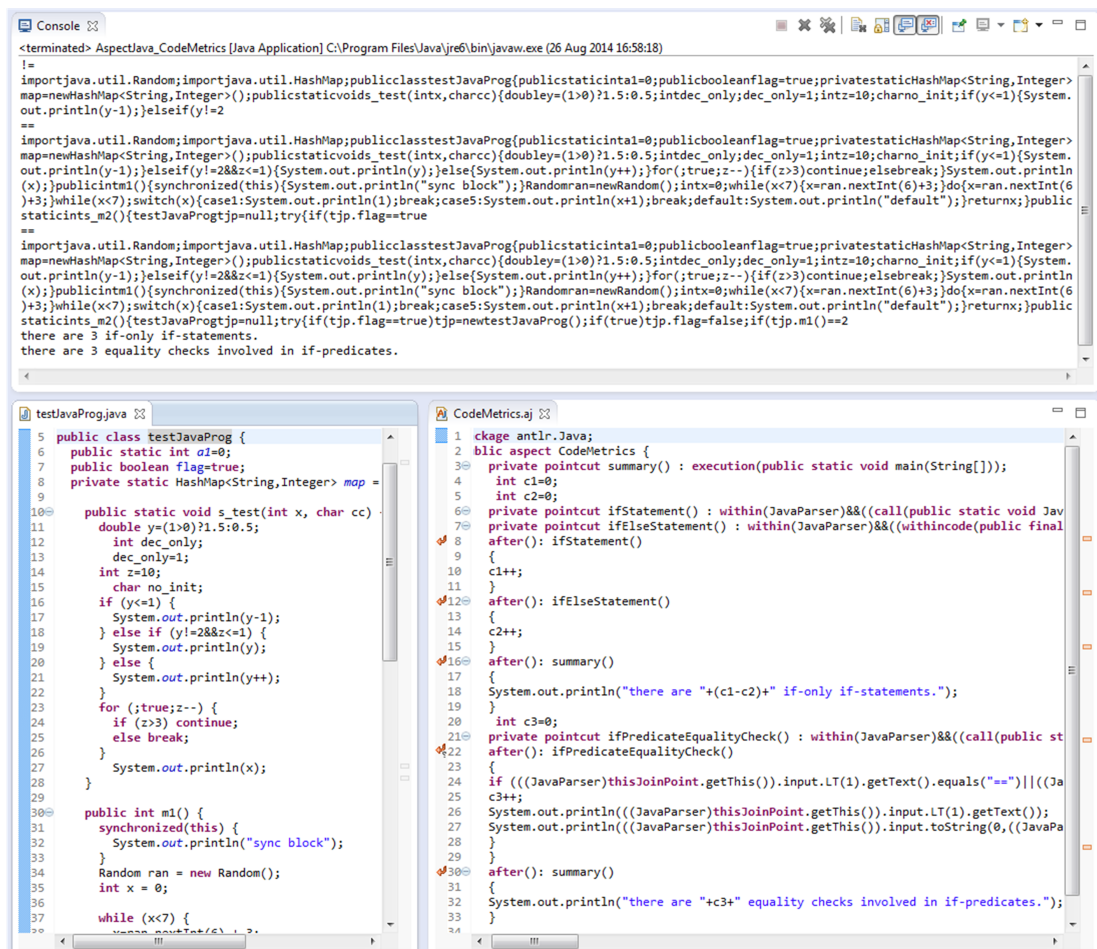 Console
<terminated> AspectJava_CodeMetrics [Java Application] C:\Program Files\Java\jre6\bin\javaw.exe (26 Aug 2014 16:58:18)
!=
importjava.util.Random;importjava.util.HashMap;publicclasstestJavaProg{publicstaticinta1=0;publicbooleanflag=true;privatestaticHashMap<String,Integer>
map=newHashMap<String,Integer>();publicstaticvoids_test(intx,charcc){doubley=(1>0)?1.5:0.5;intdec_only;dec_only=1;intz=10;charno_init;if(y<=1){System.
out.println(y-1);}elseif(y!=2
==
importjava.util.Random;importjava.util.HashMap;publicclasstestJavaProg{publicstaticinta1=0;publicbooleanflag=true;privatestaticHashMap<String,Integer>
map=newHashMap<String,Integer>();publicstaticvoids_test(intx,charcc){doubley=(1>0)?1.5:0.5;intdec_only;dec_only=1;intz=10;charno_init;if(y<=1){System.
out.println(y-1);}elseif(y!=2&&z<=1){System.out.println(y);}else{System.out.println(y++);}for(;true;z--){if(z>3)continue;elsebreak;}System.out.println
(x);}publicintm1(){synchronized(this){System.out.println("sync block");}Randomran=newRandom();intx=0;while(x<7){x=ran.nextInt(6)+3;}do{x=ran.nextInt(6
)+3;}while(x<7);switch(x){case1:System.out.println(1);break;case5:System.out.println(x+1);break;default:System.out.println("default");}returnx;}public
staticints_m2(){testJavaProgtjp=null;try{if(tjp.flag==true
==
importjava.util.Random;importjava.util.HashMap;publicclasstestJavaProg{publicstaticinta1=0;publicbooleanflag=true;privatestaticHashMap<String,Integer>
map=newHashMap<String,Integer>();publicstaticvoids_test(intx,charcc){doubley=(1>0)?1.5:0.5;intdec_only;dec_only=1;intz=10;charno_init;if(y<=1){System.
out.println(y-1);}elseif(y!=2&&z<=1){System.out.println(y);}else{System.out.println(y++);}for(;true;z--){if(z>3)continue;elsebreak;}System.out.println
(x);}publicintm1(){synchronized(this){System.out.println("sync block");}Randomran=newRandom();intx=0;while(x<7){x=ran.nextInt(6)+3;}do{x=ran.nextInt(6
)+3;}while(x<7);switch(x){case1:System.out.println(1);break;case5:System.out.println(x+1);break;default:System.out.println("default");}returnx;}public
staticints_m2(){testJavaProgtjp=null;try{if(tjp.flag==true)tjp=newtestJavaProg();if(true)tjp.flag=false;if(tjp.m1()==2
there are 3 if-only if-statements.
there are 3 equality checks involved in if-predicates.
testJavaProg.java
5 public class testJavaProg {
6 public static int a1=0;
7 public boolean flag=true;
8 private static HashMap<String,Integer> map =
9
10 public static void s_test(int x, char cc)
11 double y=(1>0)?1.5:0.5;
12 int dec_only;
13 dec_only=1;
14 int z=10;
15 char no_init;
16 if (y<=1) {
17 System.out.println(y-1);
18 } else if (y!=2&&z<=1) {
19 System.out.println(y);
20 } else {
21 System.out.println(y++);
22 }
23 for (;true;z--) {
24 if (z>3) continue;
25 else break;
26 }
27 System.out.println(x);
28 }
29
30 public int m1() {
31 synchronized(this) {
32 System.out.println("sync block");
33 }
34 Random ran = new Random();
35 int x = 0;
36
37 while (x<7) {
38 x=ran.nextInt(6) + 3;
CodeMetrics.aj
1 ckage antlr.Java;
2 blic aspect CodeMetrics {
3 private pointcut summary() : execution(public static void main(String[]));
4 int c1=0;
5 int c2=0;
6 private pointcut ifStatement() : within(JavaParser)&&((call(public static void Jav
7 private pointcut ifElseStatement() : within(JavaParser)&&((withincode(public final
8 after(): ifStatement()
9 {
10 c1++;
11 }
12 after(): ifElseStatement()
13 {
14 c2++;
15 }
16 after(): summary()
17 {
18 System.out.println("there are "+(c1-c2)+" if-only if-statements.");
19 }
20 int c3=0;
21 private pointcut ifPredicateEqualityCheck() : within(JavaParser)&&((call(public st
22 after(): ifPredicateEqualityCheck()
23 {
24 if (((JavaParser)thisJoinPoint.getThis()).input.LT(1).getText().equals("==")||((Ja
25 c3++;
26 System.out.println(((JavaParser)thisJoinPoint.getThis()).input.LT(1).getText());
27 System.out.println(((JavaParser)thisJoinPoint.getThis()).input.toString(0,((JavaPa
28 }
29 }
30 after(): summary()
31 {
32 System.out.println("there are "+c3+" equality checks involved in if-predicates.");
33 }
34